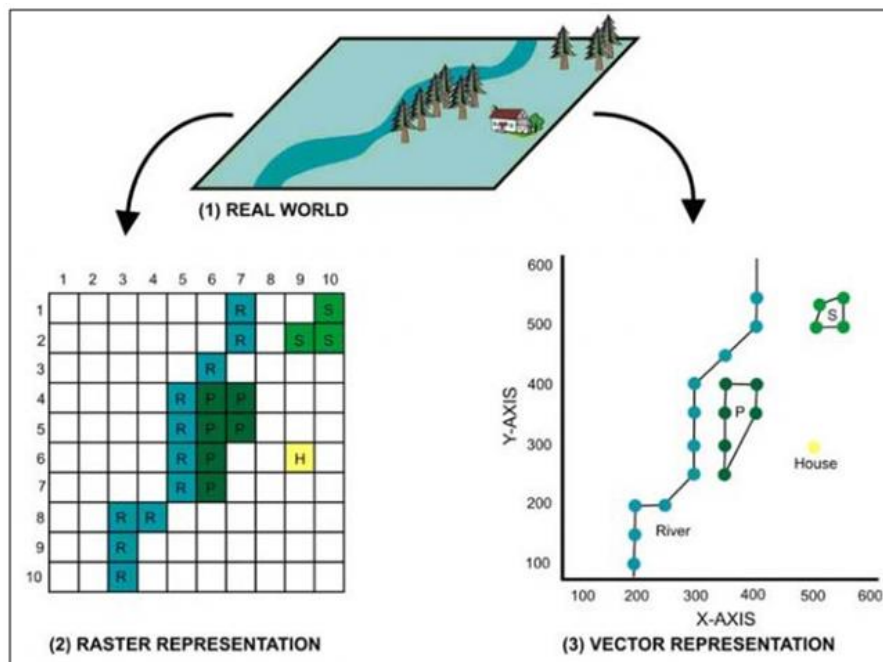 (1) REAL WORLD
1 2 3 4 5 6 7 8 9 10
1 R S
2 R S S
3 R
4 R P P
5 R P P
6 R P H
7 R P
8 R R
9 R
10 R
(2) RASTER REPRESENTATION
600
500
400
300
200
100
Y-AXIS
S
P
House
River
100 200 300 400 500 600
X-AXIS
(3) VECTOR REPRESENTATION